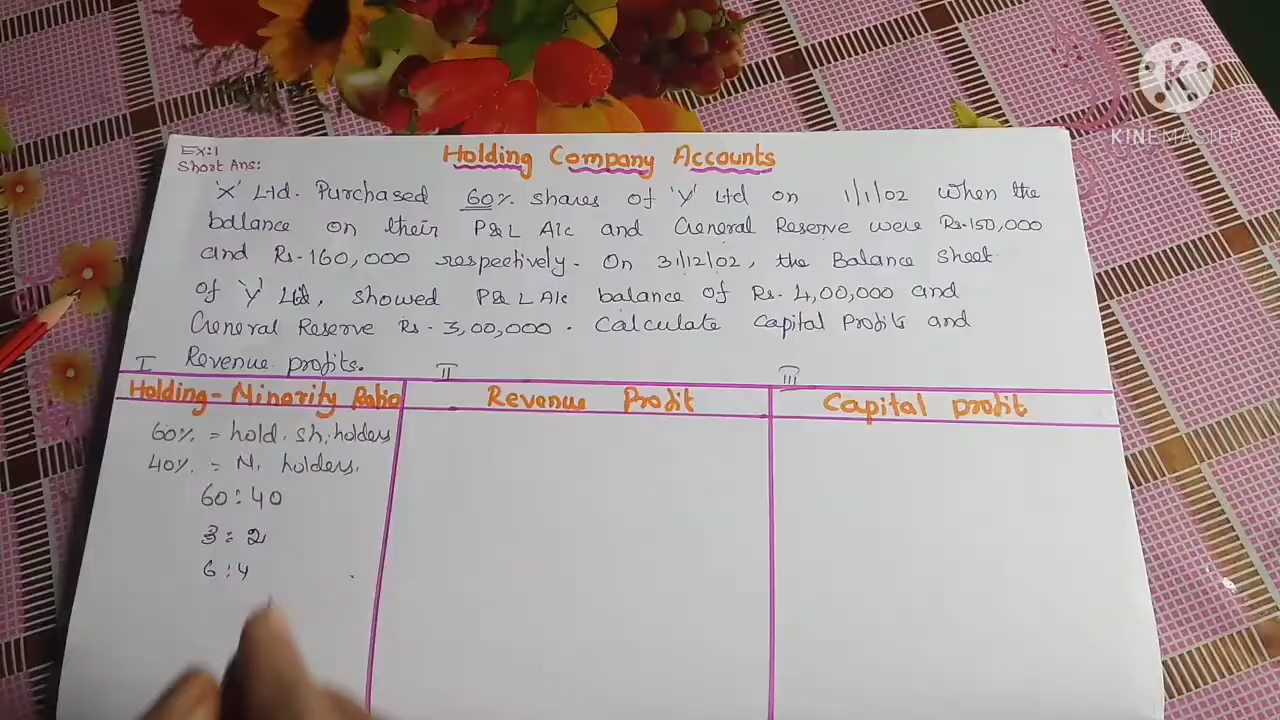 KINEMASTER
Ex:1
Short Ans:
Holding Company Accounts
'X' Ltd. Purchased 60% shares of 'Y' Ltd on 1/1/02 when the
ballance on their P&L A/c and General Reserve were Rs-150,000
and Rs-160,000 respectively. On 31/12/02, the Balance sheet
of 'Y' Ltd, showed P&L A/c balance of Rs. 4,00,000 and
General Reserve Rs. 3,00,000. Calculate Capital Profits and
Revenue profits.
I
Holding-Minority Ratio
60% = hold. sh. holders
40% = N. holders.
60:40
3:2
6:4
II
Revenue Profit
III
Capital profit